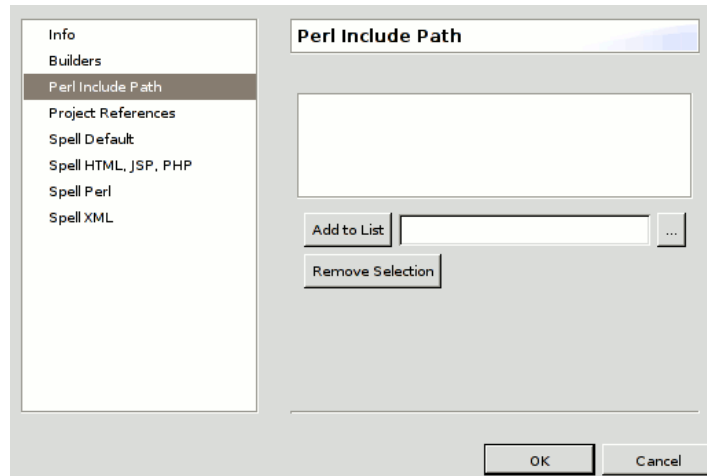 Info
Builders
Perl Include Path
Project References
Spell Default
Spell HTML, JSP, PHP
Spell Perl
Spell XML
Perl Include Path
Add to List
...
Remove Selection
OK
Cancel